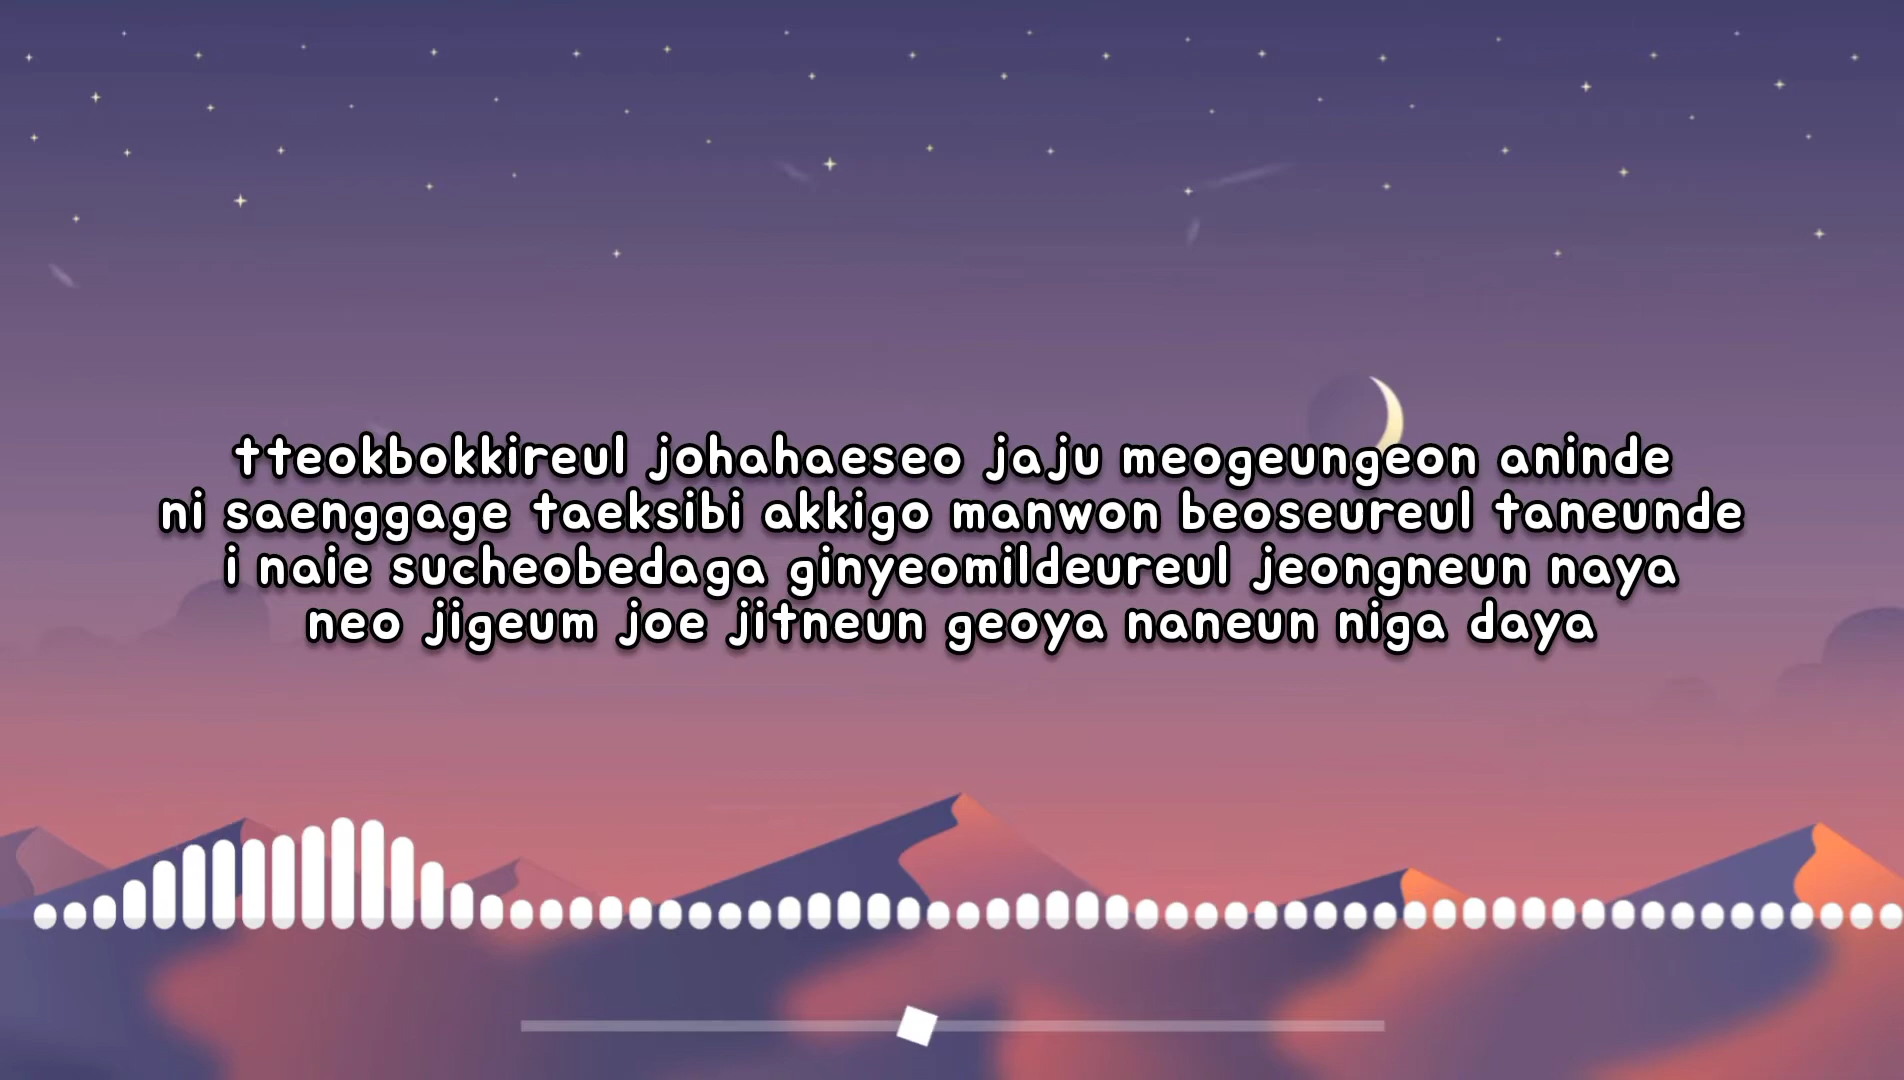 tteokbokkireul johahaeseo jaju meogeungeon aninde
ni saenggage taeksibi akkigo manwon beoseureul taneunde
i naie sucheobedaga ginyeomildeureul jeongneun naya
neo jigeum joe jitneun geoya naneun niga daya